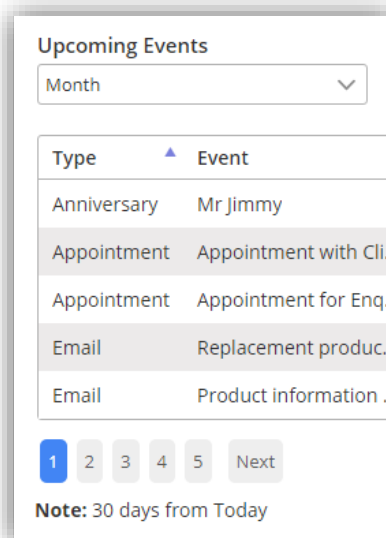 Upcoming Events
Month
Type Event
Anniversary Mr Jimmy
Appointment Appointment with Cli.
Appointment Appointment for Enq.
Email Replacement produc.
Email Product information .
1 2 3 4 5 Next
Note: 30 days from Today